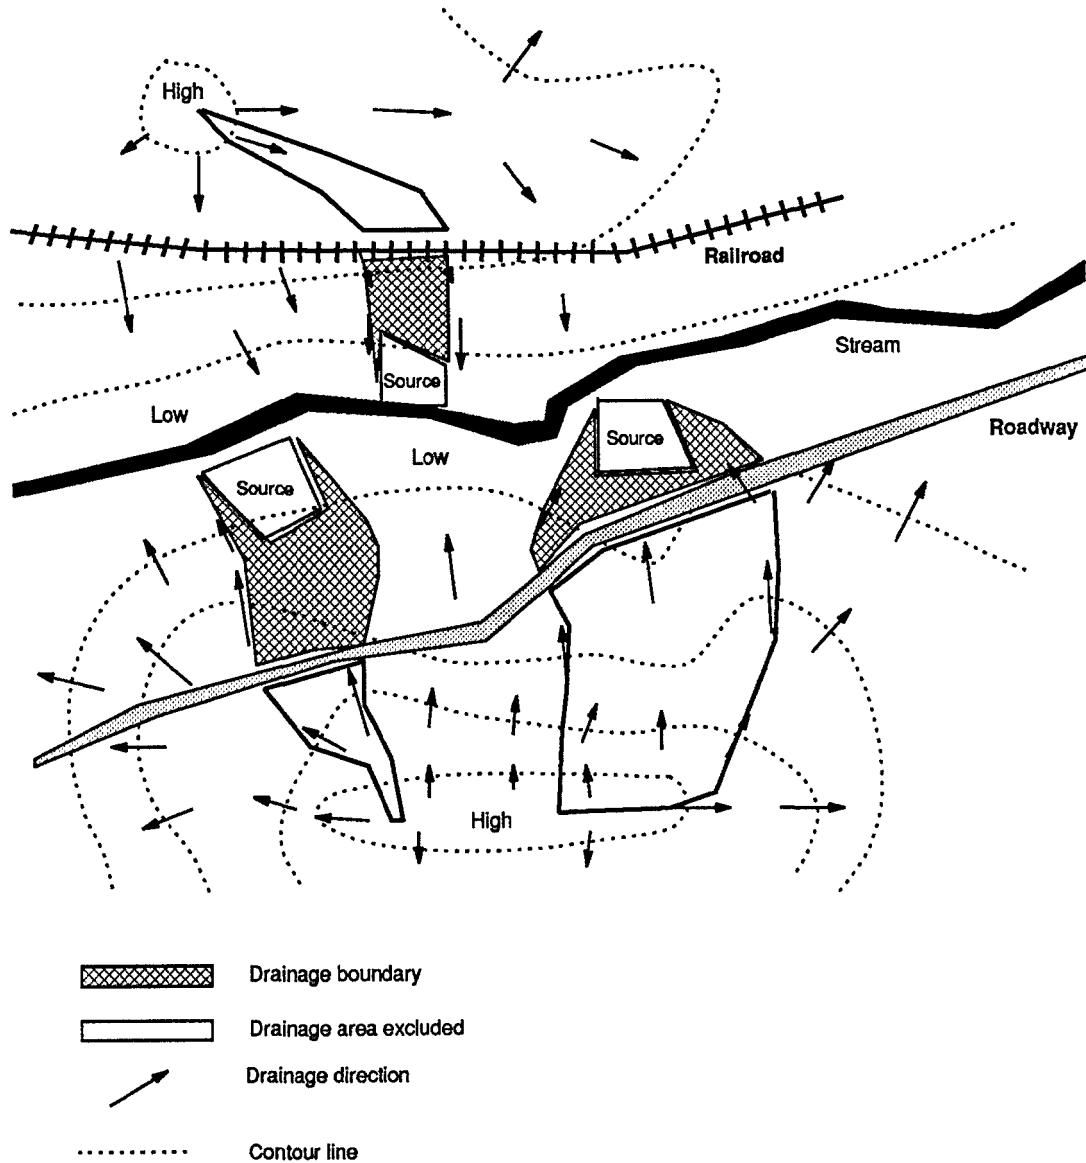 High
Railroad
Stream
Source
Low
Roadway
Source
Low
Source
High
Drainage boundary
Drainage area excluded
Drainage direction
Contour line